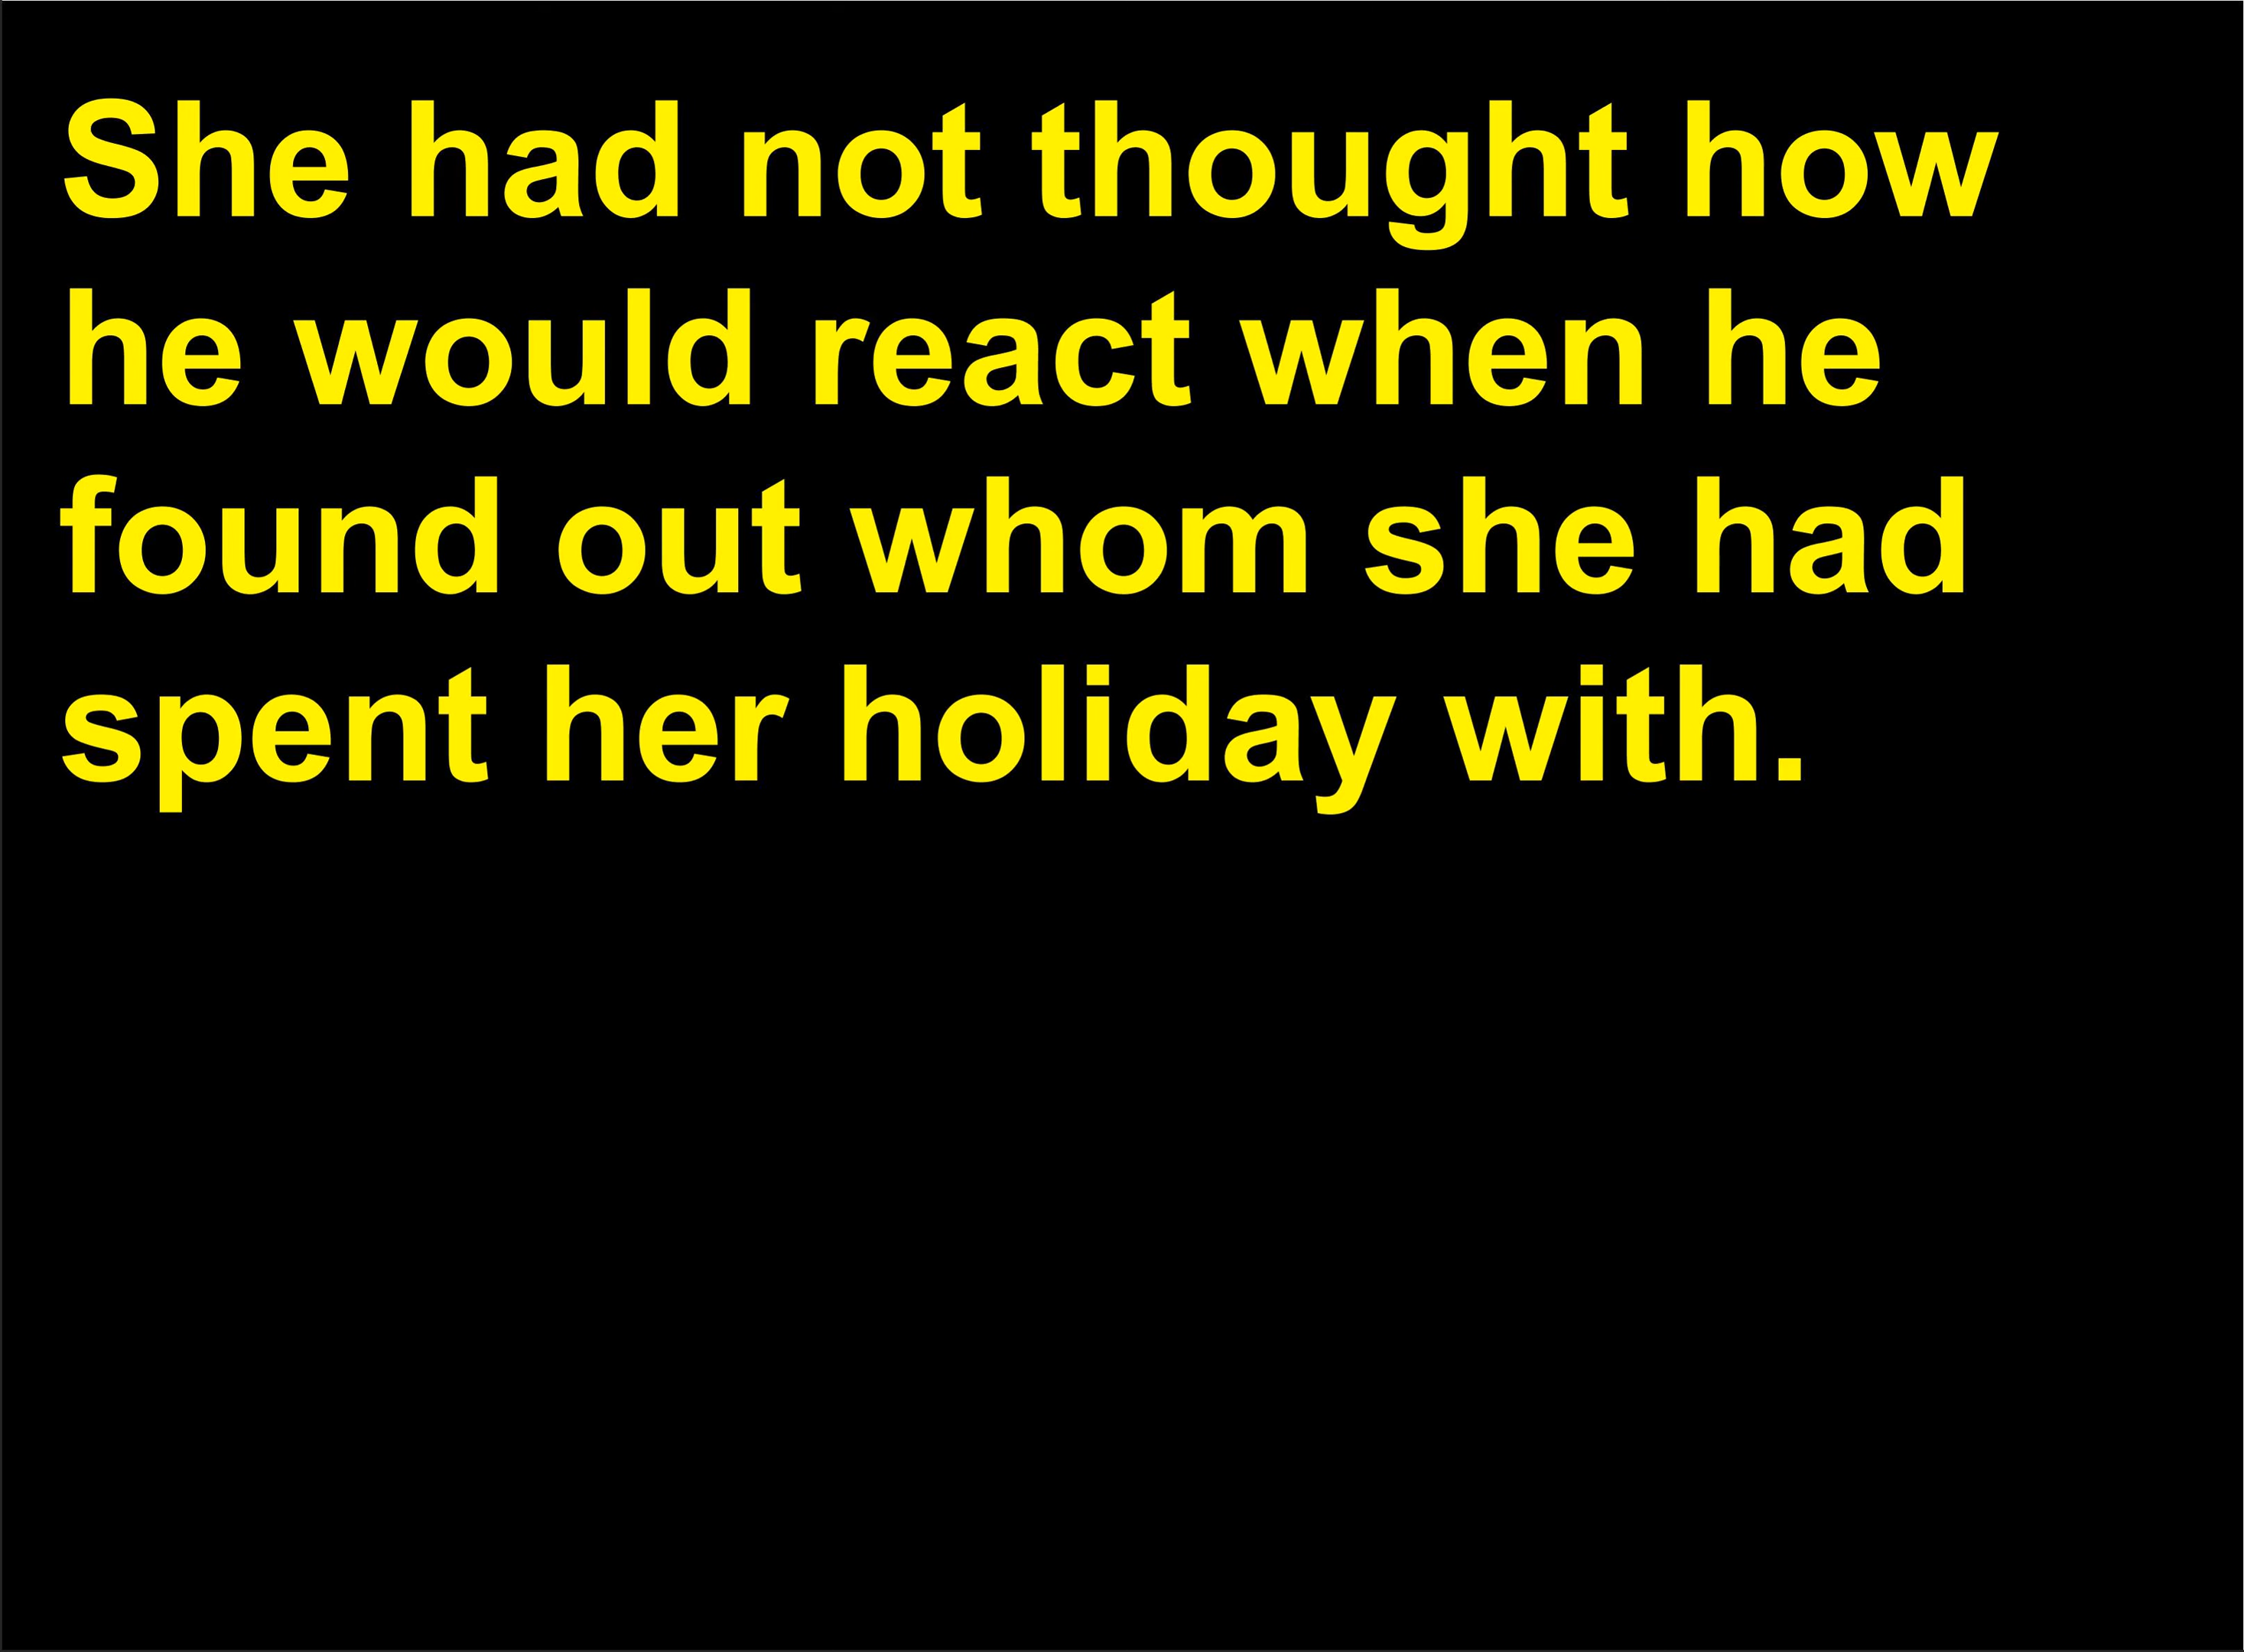 She had not thought how
he would react when he
found out whom she had
spent her holiday with.